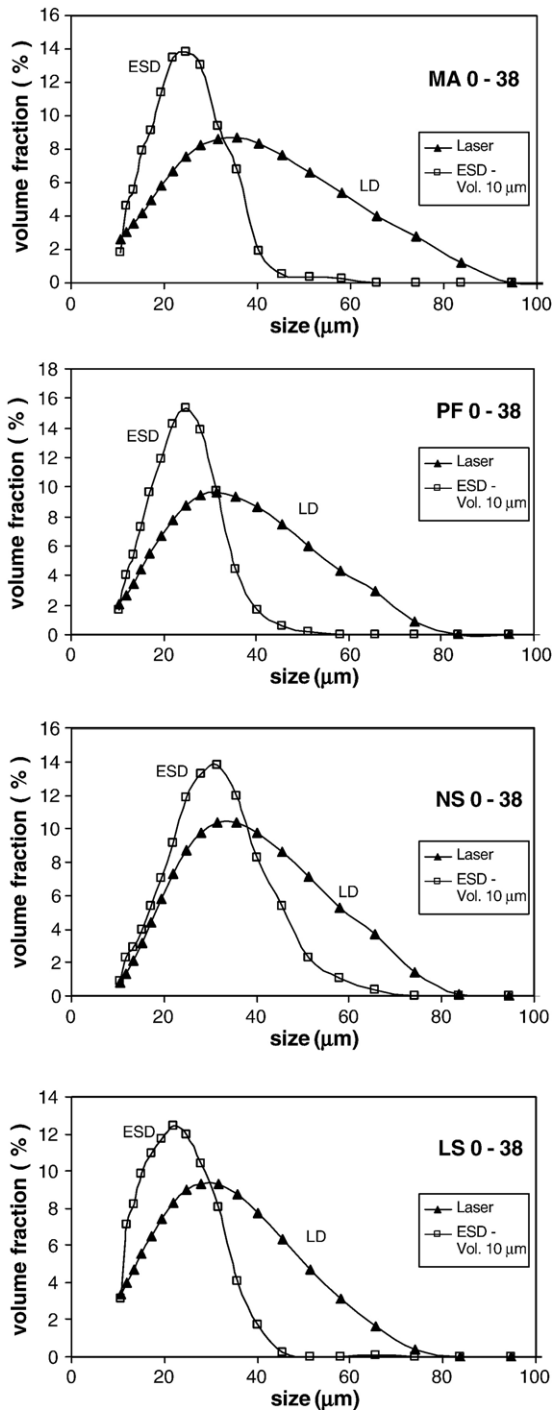 volume fraction ( % )
16
14
12
10
8
6
4
2
0
ESD
MA 0 - 38
Laser
ESD -
Vol. 10 μm
LD
0 20 40 60 80 100
size (μm)
volume fraction ( % )
18
16
14
12
10
8
6
4
2
0
ESD
PF 0 - 38
Laser
ESD -
Vol. 10 μm
LD
0 20 40 60 80 100
size (μm)
volume fraction ( % )
16
14
12
10
8
6
4
2
0
ESD
NS 0 - 38
Laser
ESD -
Vol. 10 μm
LD
0 20 40 60 80 100
size (μm)
volume fraction ( % )
14
12
10
8
6
4
2
0
ESD
LS 0 - 38
Laser
ESD -
Vol. 10 μm
LD
0 20 40 60 80 100
size (μm)